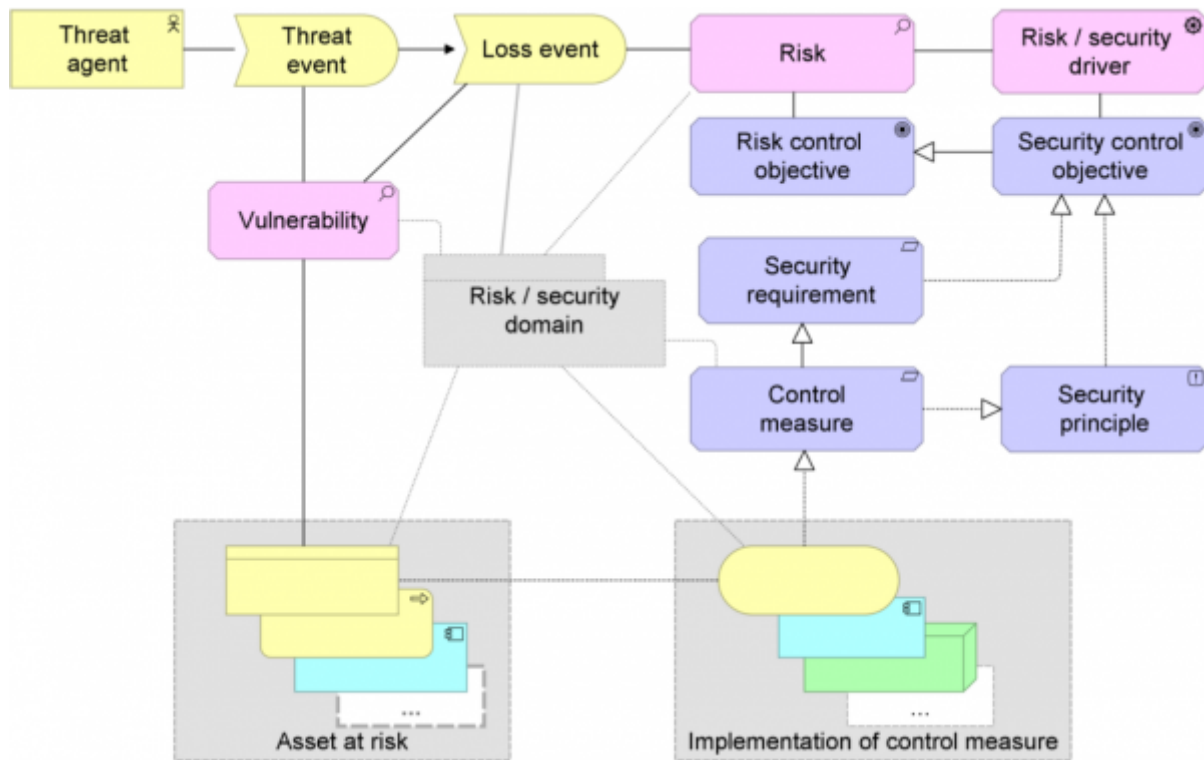 Threat
agent
Threat
event
Loss event
Risk
Risk / security
driver
Risk control
objective
Security control
objective
Vulnerability
Risk / security
domain
Security
requirement
Control
measure
Security
principle
...
Asset at risk
...
Implementation of control measure